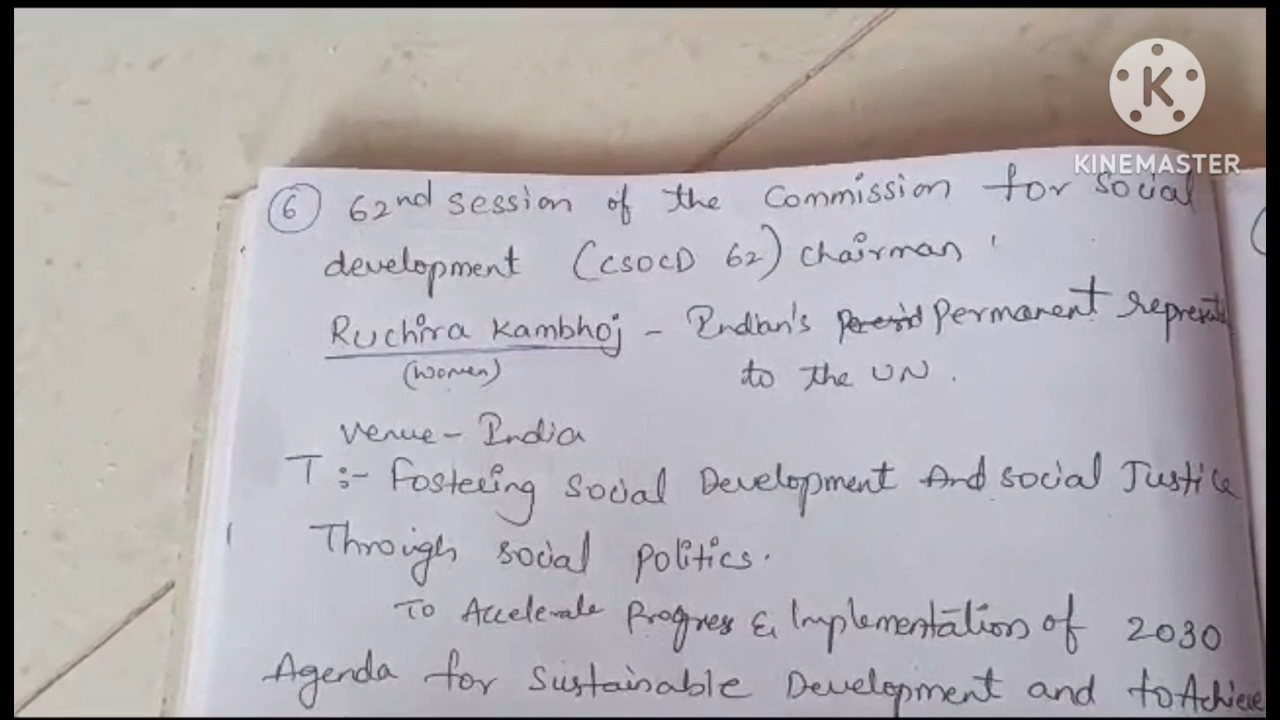 K
KINEMASTER
6 62nd session of the Commission for Social
development (CSOCD 62) chairman
Ruchira Kambhoj - Indian's Permanent represent
(women) to the UN.
Venue - India
T :- Fostering Social Development And social Justice
Through social politics.
To Accelerate Progress & Implementation of 2030
Agenda for Sustainable Development and to Achieve